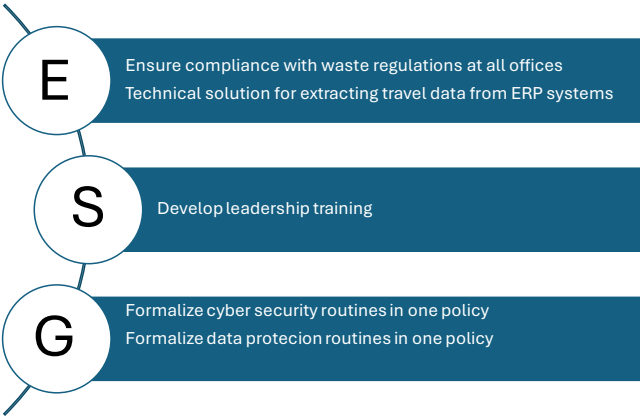 E
Ensure compliance with waste regulations at all offices
Technical solution for extracting travel data from ERP systems
S
Develop leadership training
G
Formalize cyber security routines in one policy
Formalize data protecion routines in one policy